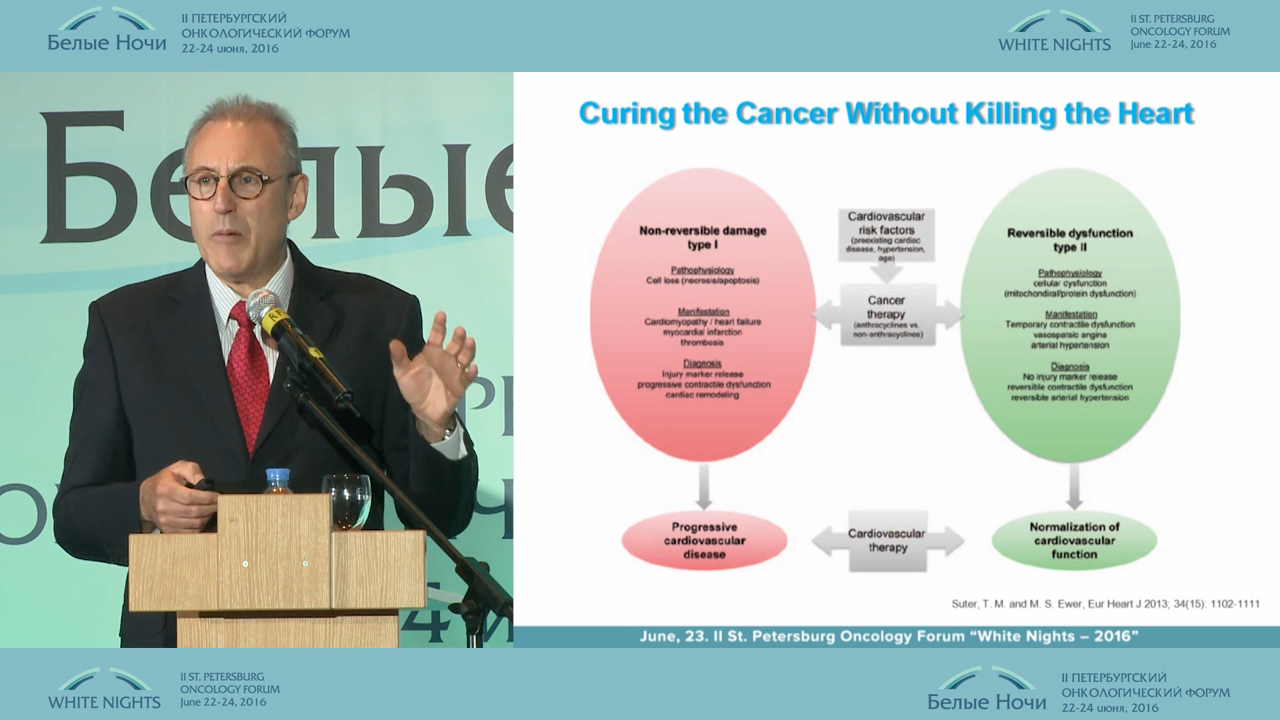 Белые Ночи
II ПЕТЕРБУРГСКИЙ
ОНКОЛОГИЧЕСКИЙ ФОРУМ
22-24 июня, 2016
WHITE NIGHTS
II ST. PETERSBURG
ONCOLOGY FORUM
June 22-24, 2016
Curing the Cancer Without Killing the Heart
Non-reversible damage
type I
Pathophysiology
Cell loss (necrosis/apoptosis)
Manifestation
Cardiomyopathy / heart failure
myocardial infarction
thrombosis
Diagnosis
Injury marker release
progressive contractile dysfunction
cardiac remodeling
Cardiovascular
risk factors
(preexisting cardiac
disease, hypertension,
age)
Cancer
therapy
(anthracyclines vs.
non-anthracyclines)
Reversible dysfunction
type II
Pathophysiology
cellular dysfunction
(mitochondiral/protein dysfunction)
Manifestation
Temporary contractile dysfunction
vasospatsic angina
arterial hypertension
Diagnosis
No injury marker release
reversible contractile dysfunction
reversible arterial hypertension
Progressive
cardiovascular
disease
Cardiovascular
therapy
Normalization of
cardiovascular
function
Suter, T. M. and M. S. Ewer, Eur Heart J 2013; 34(15): 1102-1111
June, 23. II St. Petersburg Oncology Forum “White Nights – 2016”
WHITE NIGHTS
II ST. PETERSBURG
ONCOLOGY FORUM
June 22-24, 2016
Белые Ночи
II ПЕТЕРБУРГСКИЙ
ОНКОЛОГИЧЕСКИЙ ФОРУМ
22-24 июня, 2016